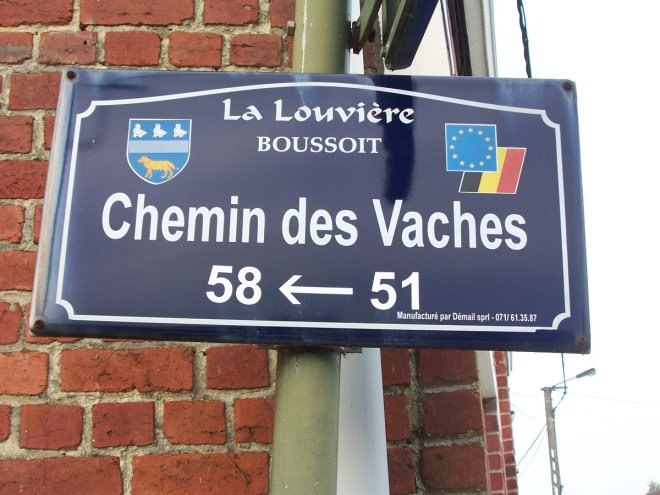 La Louvière
BOUSSOIT
Chemin des Vaches
58 ← 51
Manufacturé par Démail sprl - 071/ 61.35.87